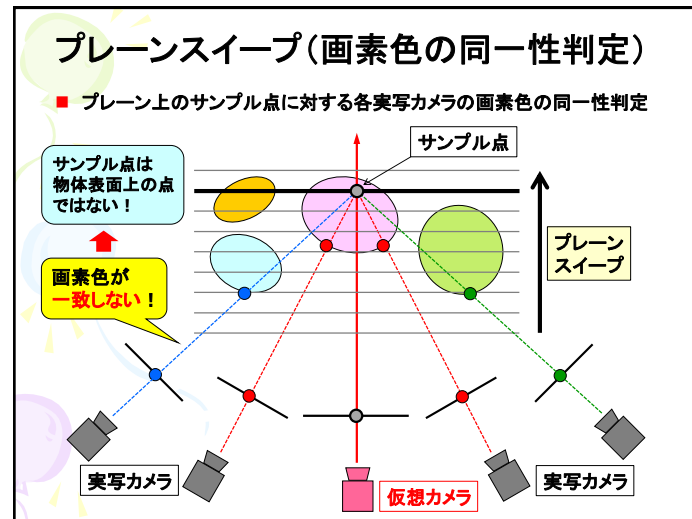 プレーンスイープ（画素色の同一性判定）
プレーン上のサンプル点に対する各実写カメラの画素色の同一性判定
サンプル点
サンプル点は
物体表面上の点
ではない！
プレーン
スイープ
画素色が
一致しない！
実写カメラ
仮想カメラ
実写カメラ